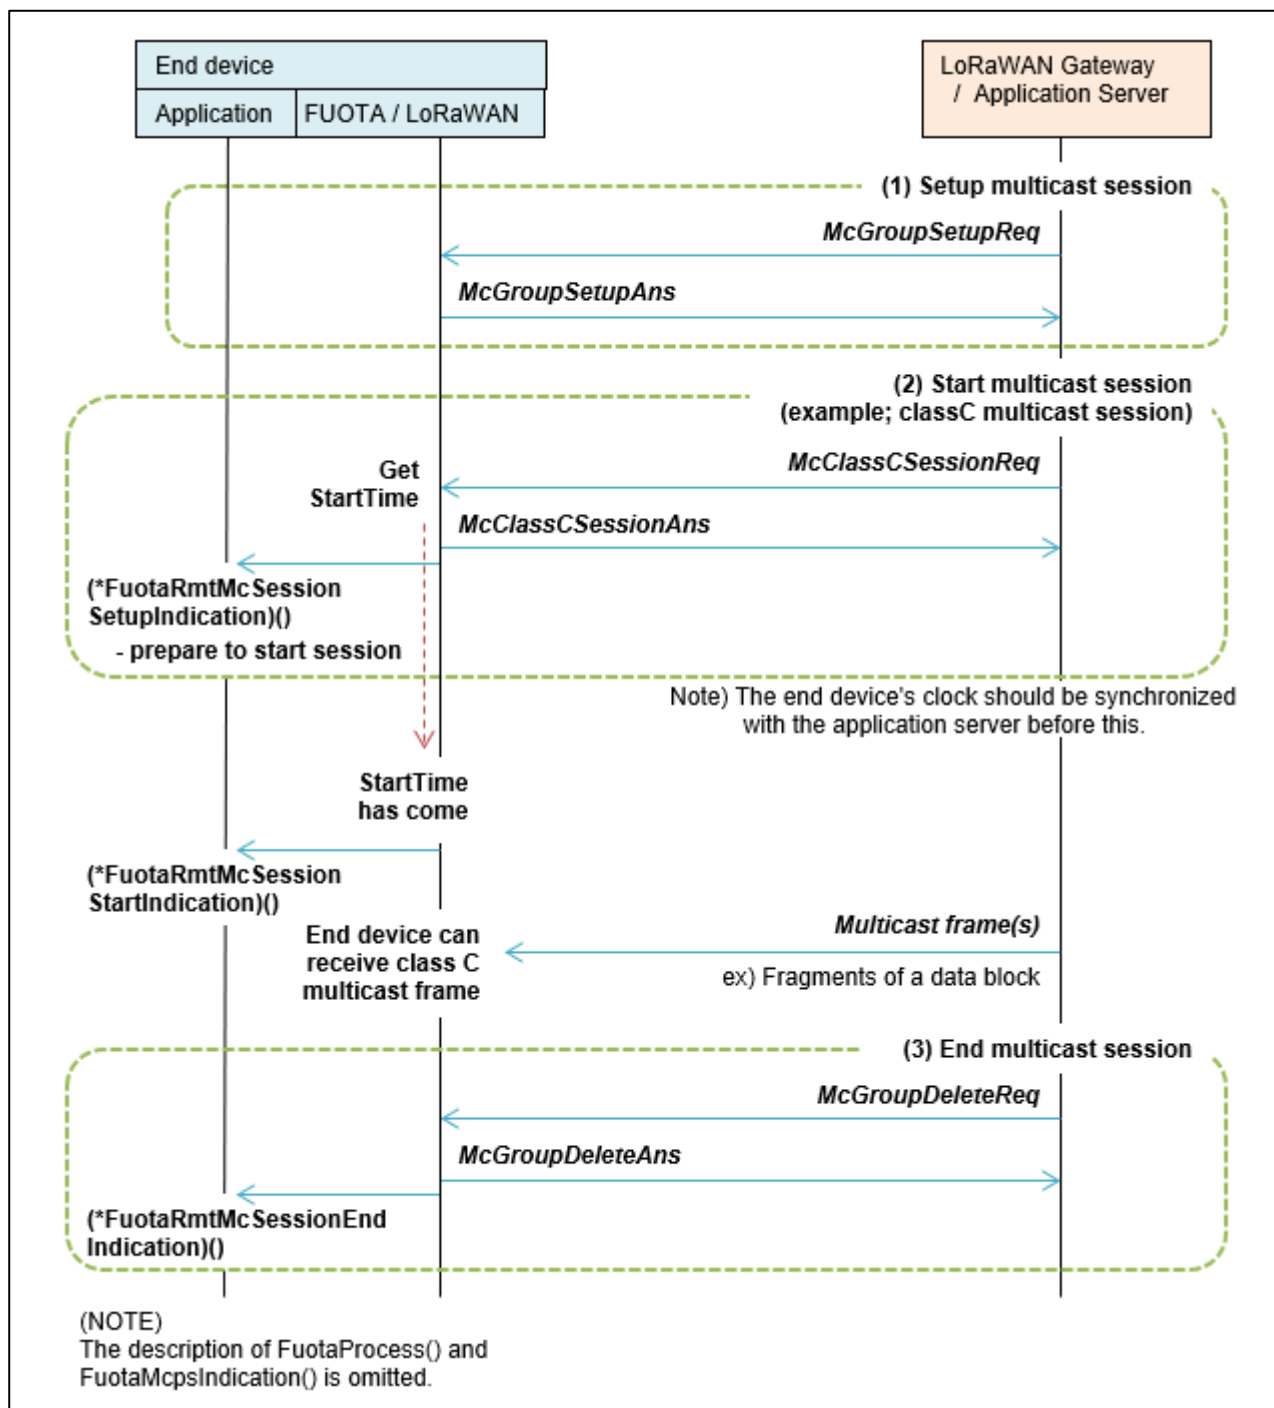 End device
Application
FUOTA / LoRaWAN
LoRaWAN Gateway
/ Application Server
(1) Setup multicast session
McGroupSetupReq
McGroupSetupAns
(2) Start multicast session
(example; classC multicast session)
McClassCSessionReq
Get
StartTime
McClassCSessionAns
(*FuotaRmtMcSession
SetupIndication)()
- prepare to start session
Note) The end device's clock should be synchronized
with the application server before this.
StartTime
has come
(*FuotaRmtMcSession
StartIndication)()
Multicast frame(s)
End device can
receive class C
multicast frame
ex) Fragments of a data block
(3) End multicast session
McGroupDeleteReq
McGroupDeleteAns
(*FuotaRmtMcSessionEnd
Indication)()
(NOTE)
The description of FuotaProcess() and
FuotaMcpsIndication() is omitted.